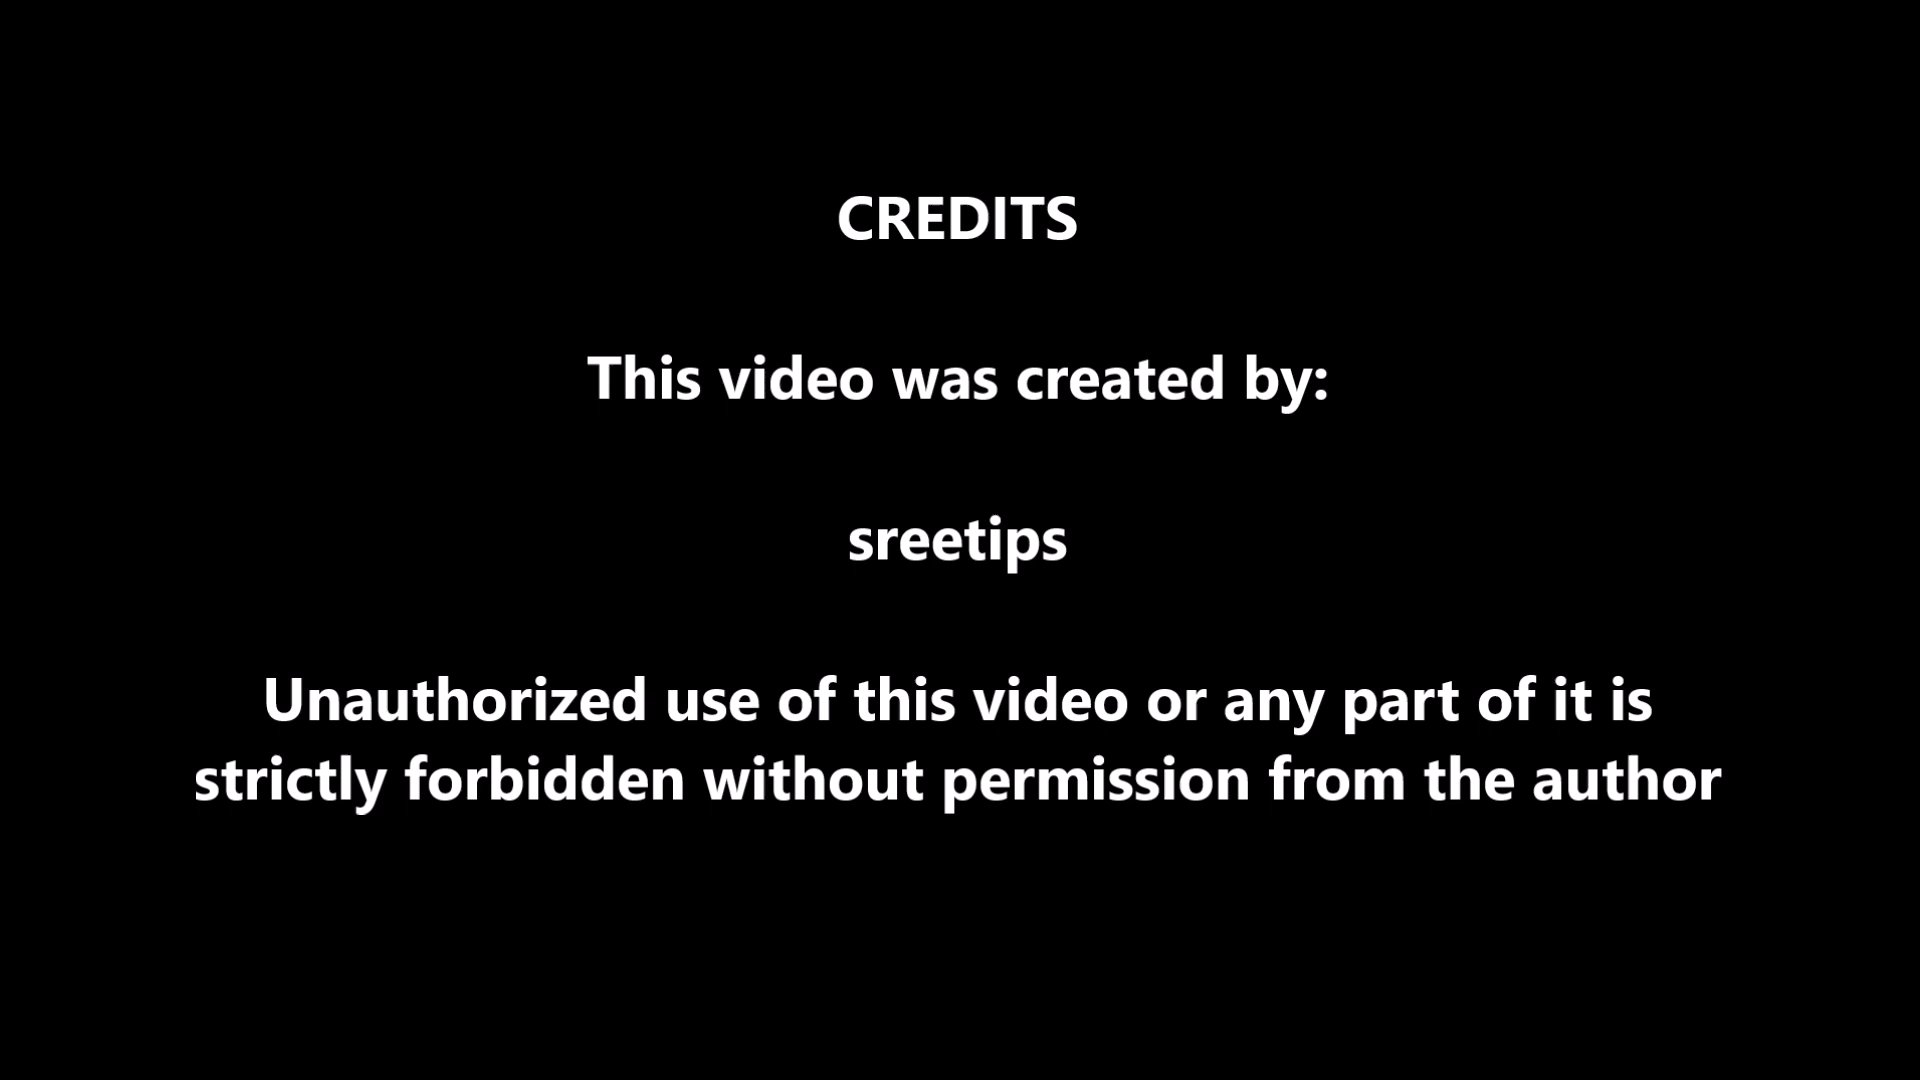 CREDITS
This video was created by:
sreetips
Unauthorized use of this video or any part of it is
strictly forbidden without permission from the author